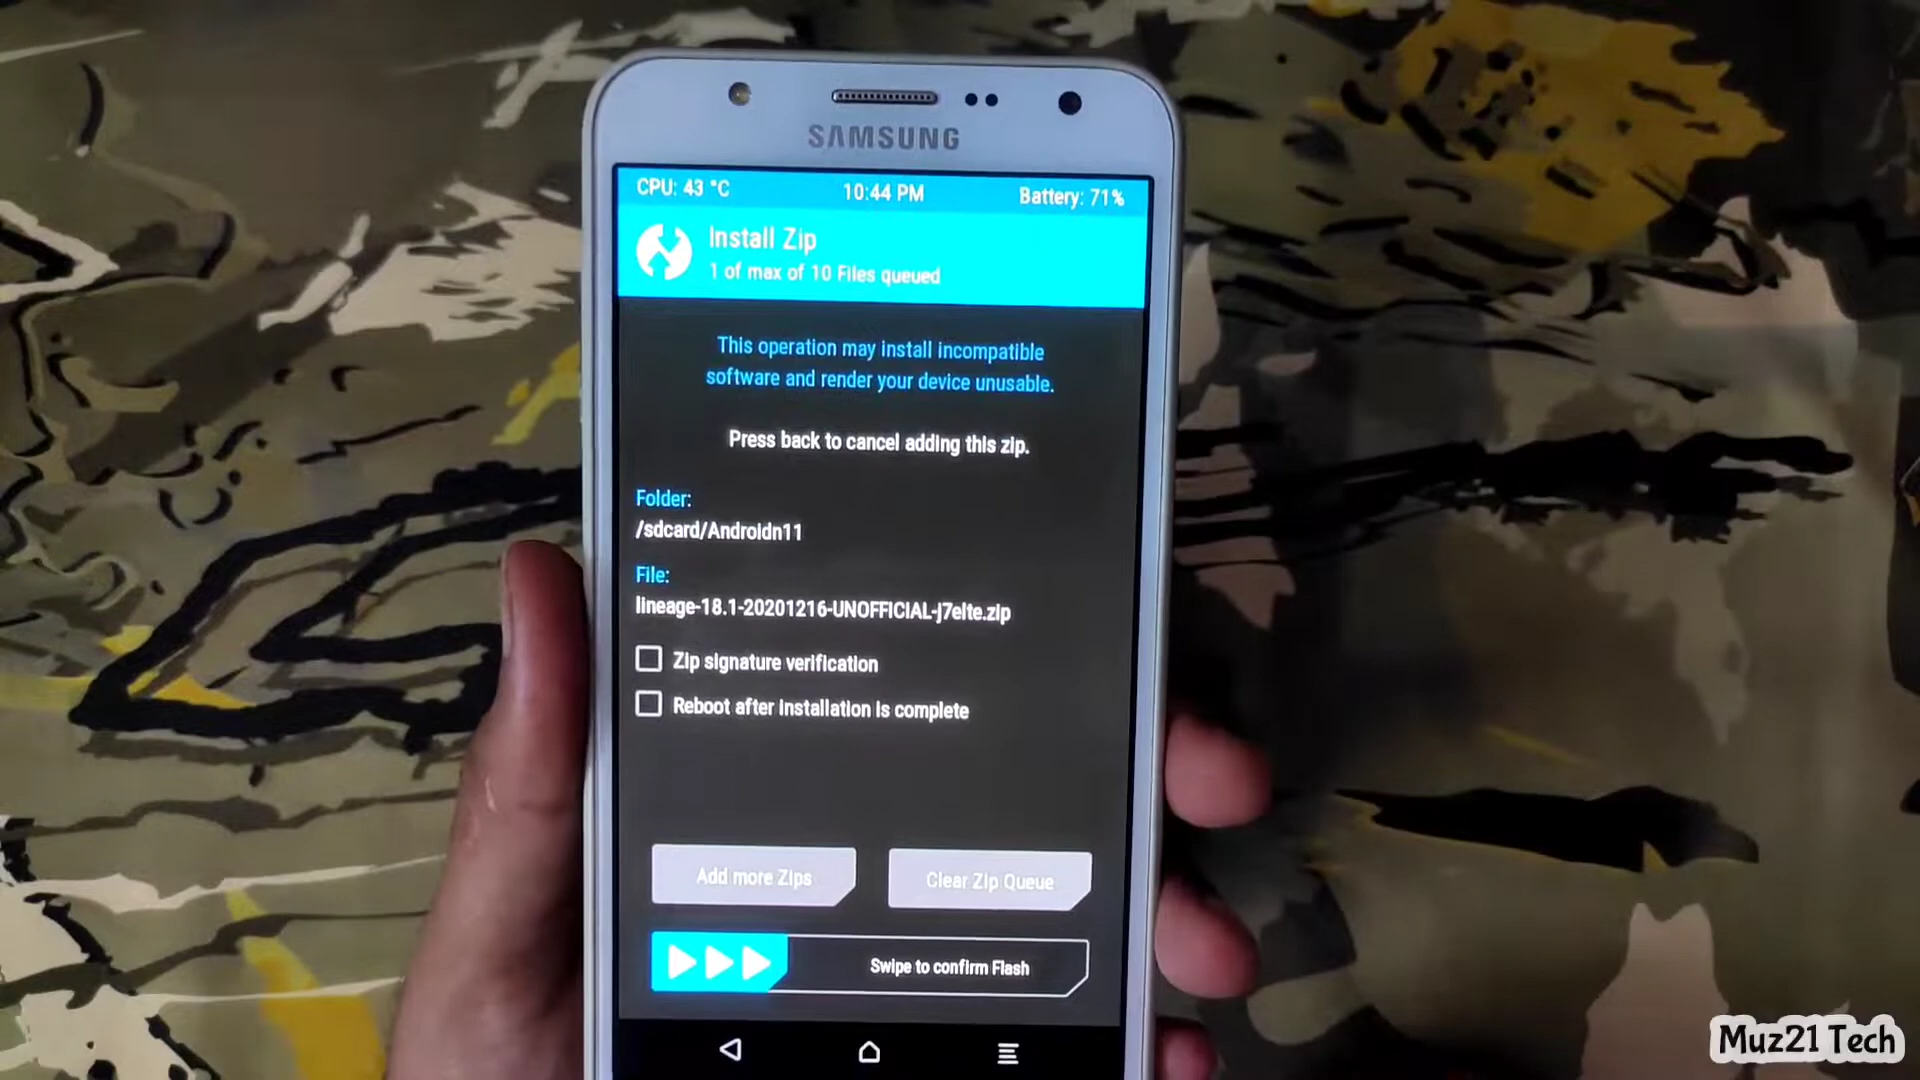 SAMSUNG
CPU: 43 °C 10:44 PM Battery: 71%
Install Zip
1 of max of 10 Files queued
This operation may install incompatible
software and render your device unusable.
Press back to cancel adding this zip.
Folder:
/sdcard/Androidn11
File:
lineage-18.1-20201216-UNOFFICIAL-j7elte.zip
Zip signature verification
Reboot after installation is complete
Add more Zips Clear Zip Queue
Swipe to confirm Flash
Muz21 Tech